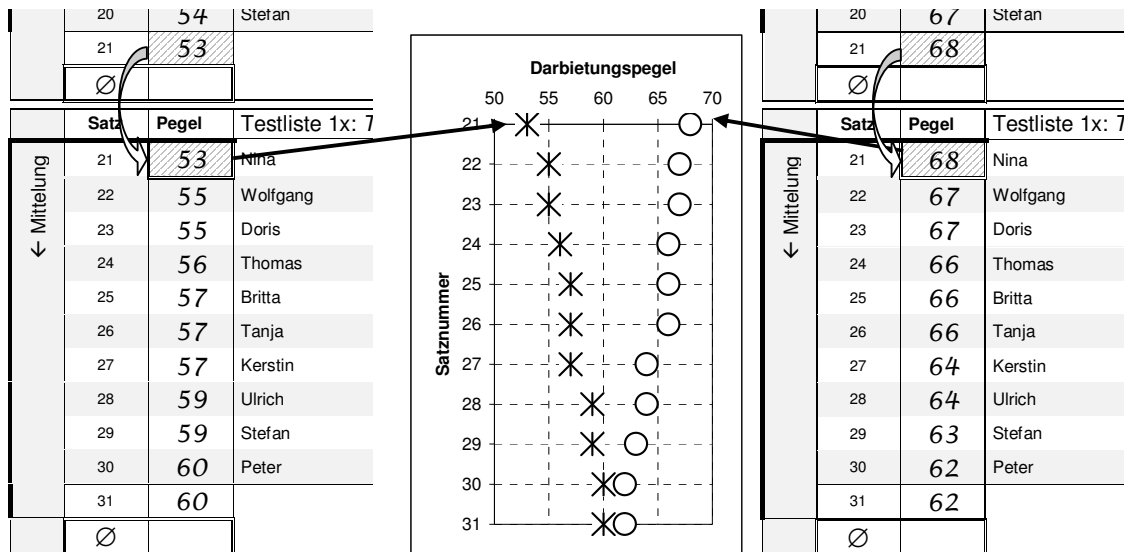 20 54 Stefan
21 53
∅
Satz Pegel Testliste 1x: 7
21 53 Nina
22 55 Wolfgang
23 55 Doris
24 56 Thomas
25 57 Britta
26 57 Tanja
27 57 Kerstin
28 59 Ulrich
29 59 Stefan
30 60 Peter
31 60
∅
← Mittelung
Darbietungspegel
50 55 60 65 70
Satznummer
21
22
23
24
25
26
27
28
29
30
31
20 67 Stefan
21 68
∅
Satz Pegel Testliste 1x: 7
21 68 Nina
22 67 Wolfgang
23 67 Doris
24 66 Thomas
25 66 Britta
26 66 Tanja
27 64 Kerstin
28 64 Ulrich
29 63 Stefan
30 62 Peter
31 62
∅
← Mittelung